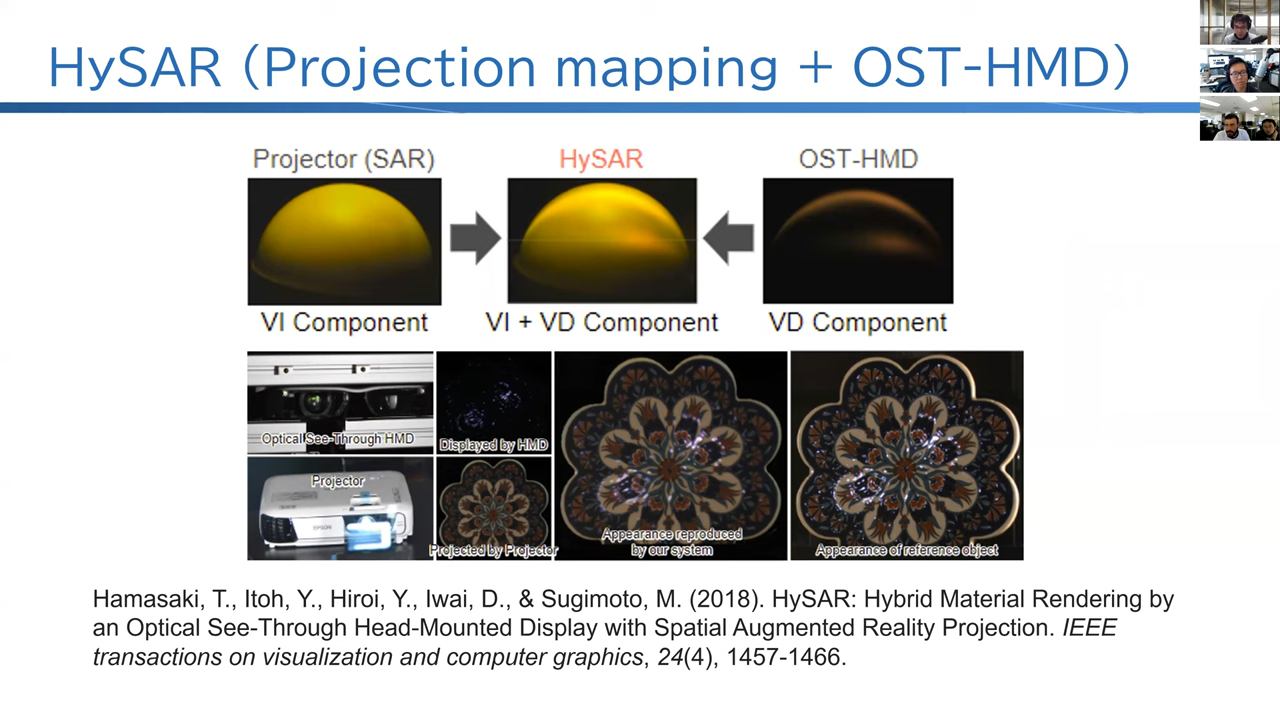 HySAR (Projection mapping + OST-HMD)
Projector (SAR)
HySAR
OST-HMD
VI Component
VI + VD Component
VD Component
Optical See-Through HMD
Displayed by HMD
Projector
EPSON
Projected by Projector
Appearance reproduced
by our system
Appearance of reference object
Hamasaki, T., Itoh, Y., Hiroi, Y., Iwai, D., & Sugimoto, M. (2018). HySAR: Hybrid Material Rendering by
an Optical See-Through Head-Mounted Display with Spatial Augmented Reality Projection. IEEE
transactions on visualization and computer graphics, 24(4), 1457-1466.